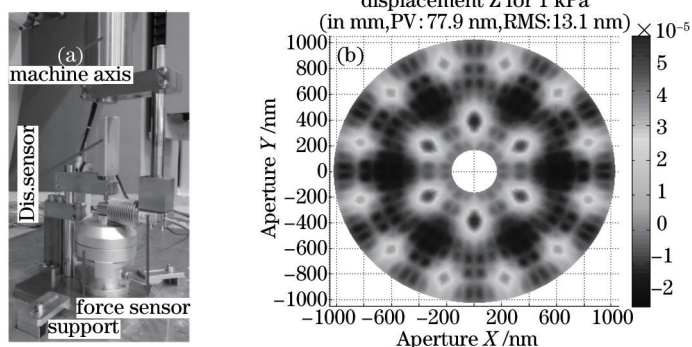 displacement Z for 1 kPa
(in mm,PV:77.9 nm,RMS:13.1 nm)
(a)
machine axis
Dis.sensor
force sensor
support
(b)
×10⁻⁵
5
4
3
2
1
0
−1
−2
Aperture Y /nm
1000
800
600
400
200
0
−200
−400
−600
−800
−1000
−1000 −600 −200 200 600 1000
Aperture X /nm